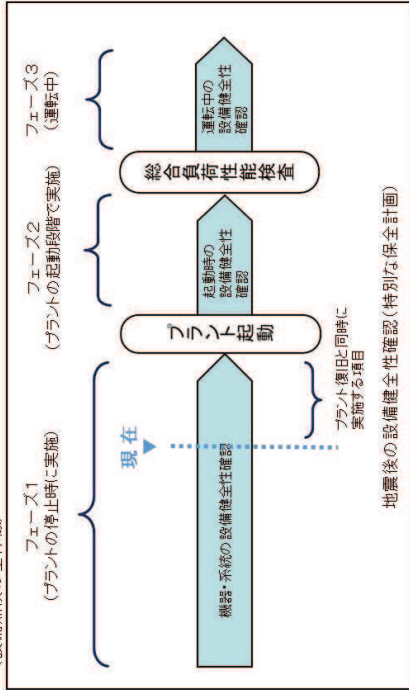 フェーズ1
(プラントの停止時に実施)
フェーズ2
(プラントの起動段階で実施)
フェーズ3
(運転中)
現在
機器・系統の設備健全性確認
プラント起動
起動時の
設備健全性
確認
総合負荷性能検査
運転中の
設備健全性
確認
プラント復旧と同時に
実施する項目
地震後の設備健全性確認(特別な保全計画)